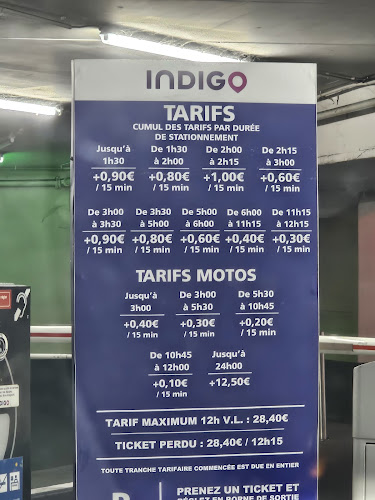 INDIGO
TARIFS
CUMUL DES TARIFS PAR DURÉE
DE STATIONNEMENT
Jusqu'à 1h30
+0,90€
/ 15 min
De 1h30 à 2h00
+0,80€
/ 15 min
De 2h00 à 2h15
+1,00€
/ 15 min
De 2h15 à 3h00
+0,60€
/ 15 min
De 3h00 à 3h30
+0,90€
/ 15 min
De 3h30 à 5h00
+0,80€
/ 15 min
De 5h00 à 6h00
+0,60€
/ 15 min
De 6h00 à 11h15
+0,40€
/ 15 min
De 11h15 à 12h15
+0,30€
/ 15 min
TARIFS MOTOS
Jusqu'à 3h00
+0,40€
/ 15 min
De 3h00 à 5h30
+0,30€
/ 15 min
De 5h30 à 10h45
+0,20€
/ 15 min
De 10h45 à 12h00
+0,10€
/ 15 min
Jusqu'à 24h00
+12,50€
TARIF MAXIMUM 12h V.L. : 28,40€
TICKET PERDU : 28,40€ / 12h15
TOUTE TRANCHE TARIFAIRE COMMENCÉE EST DUE EN ENTIER
PRENEZ UN TICKET ET
RÉGLEZ EN BORNE DE SORTIE